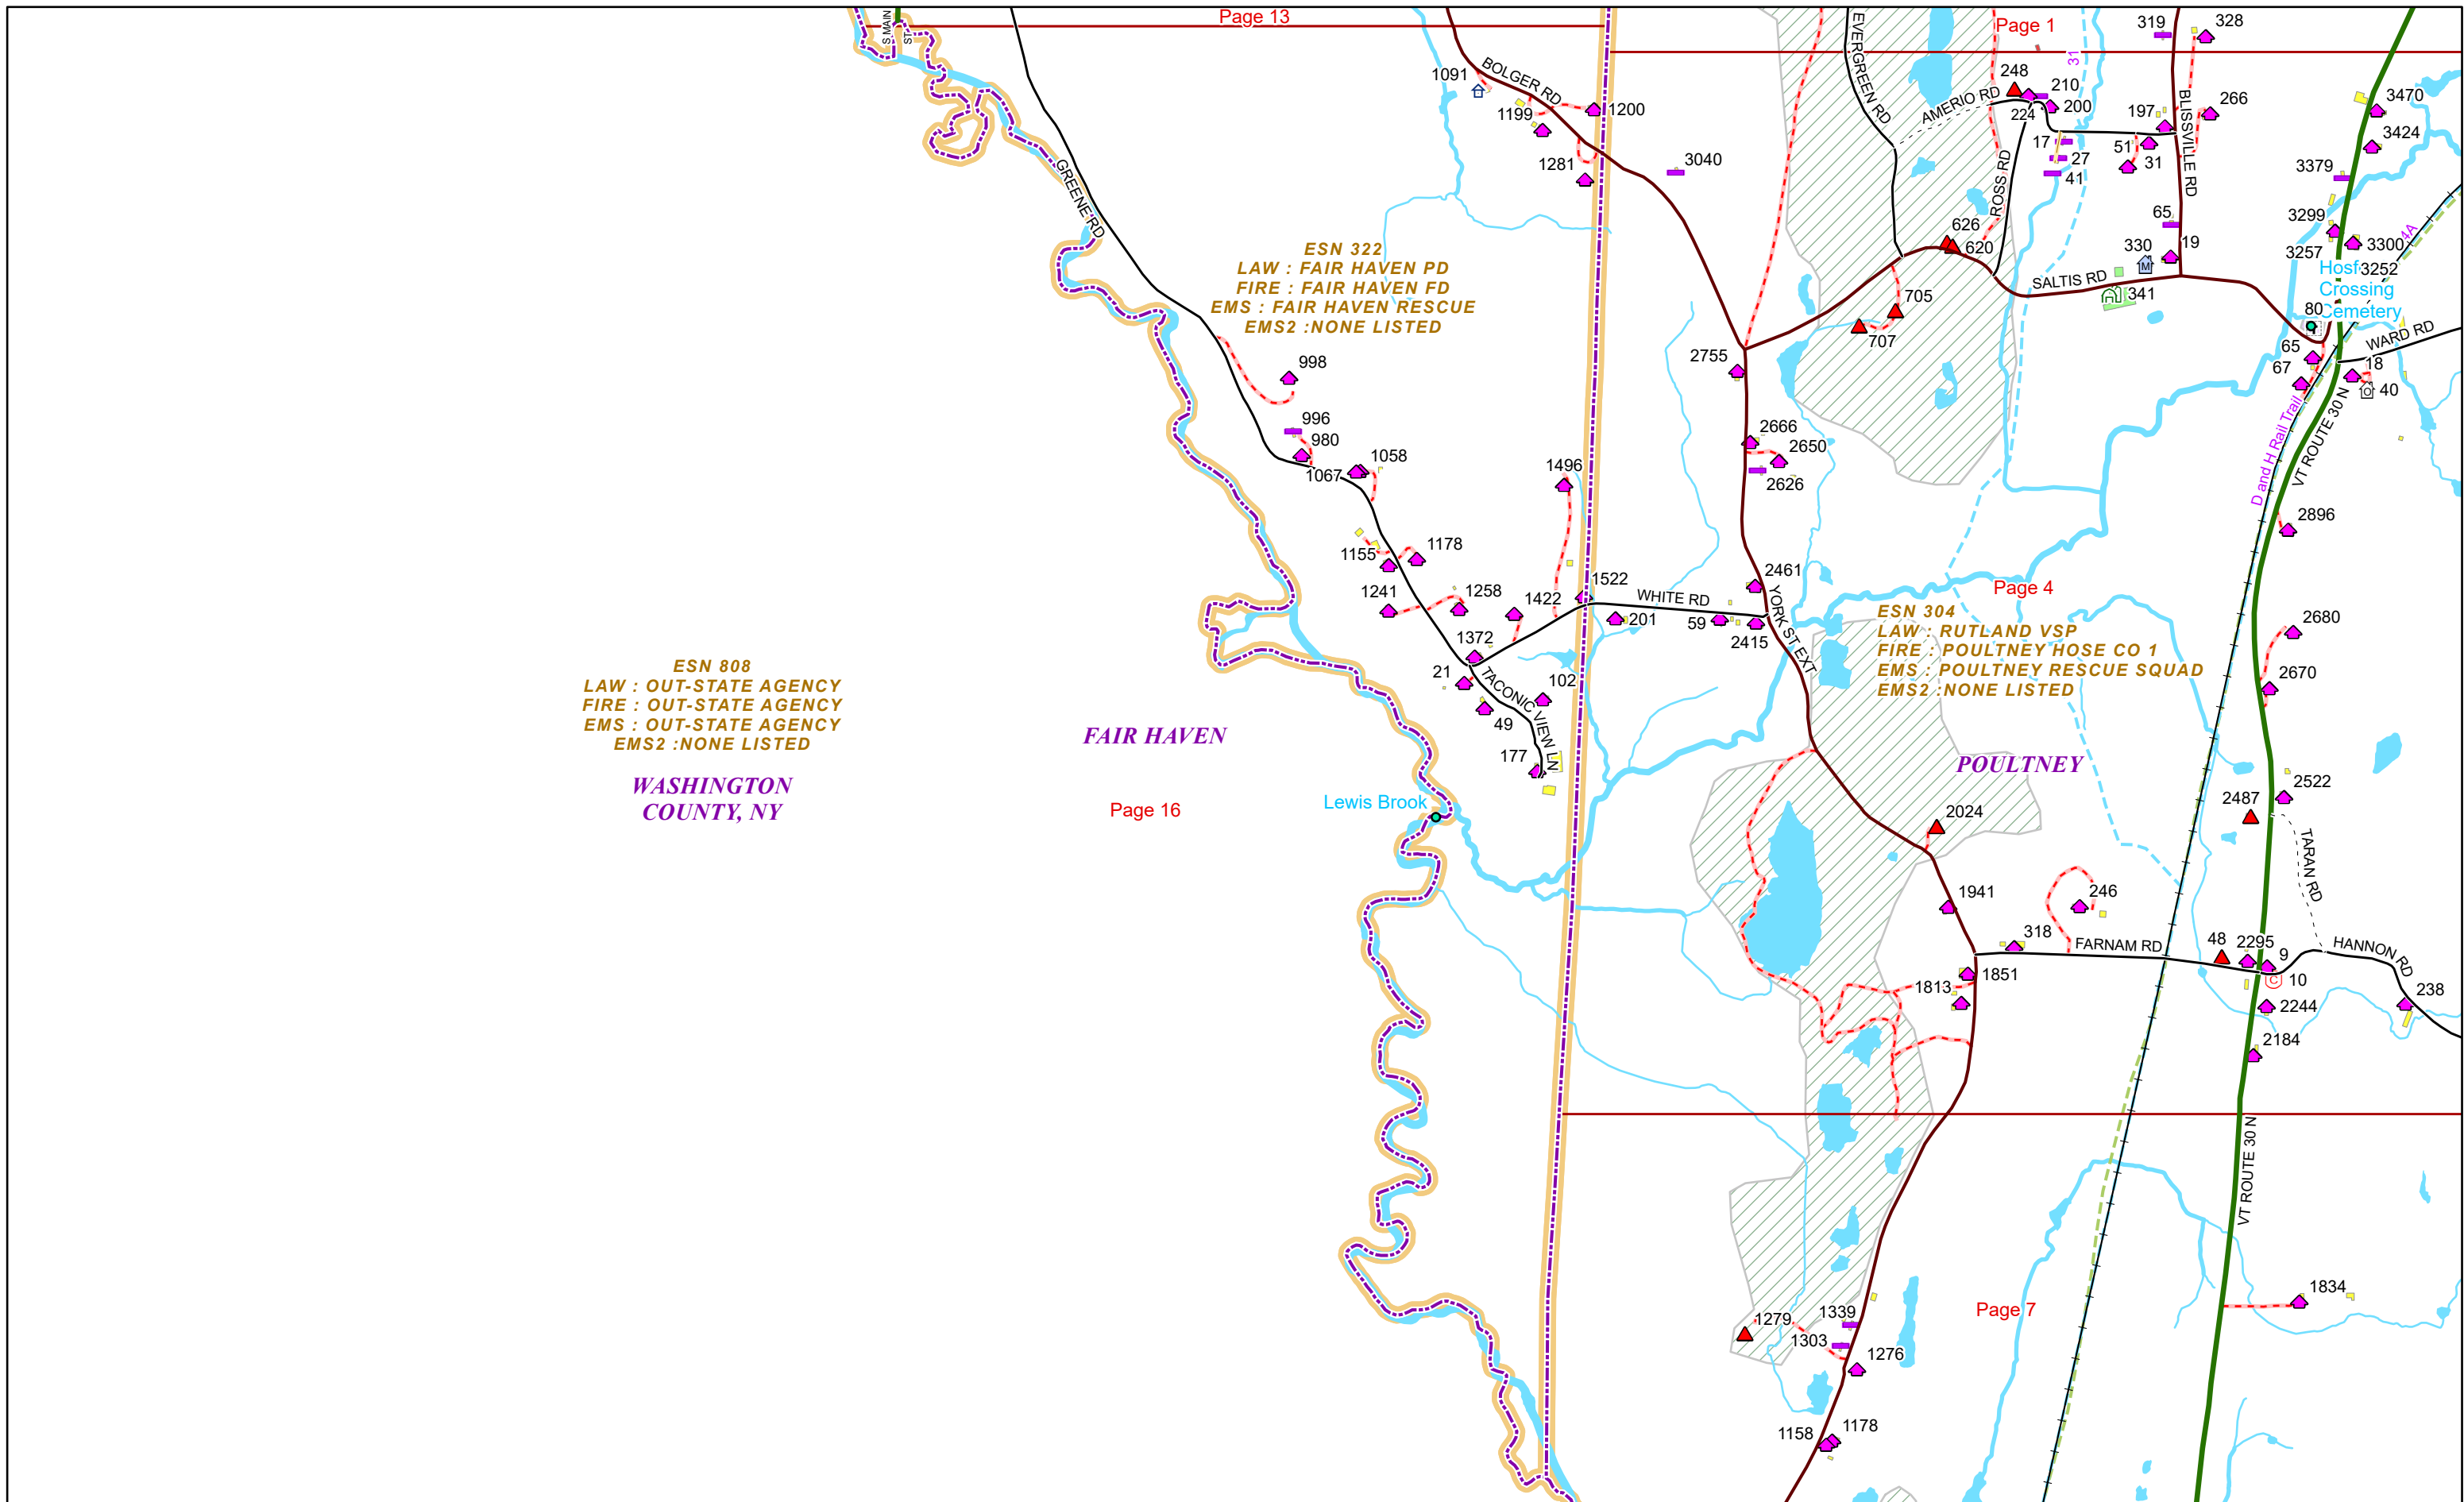 Page 13
Page 1
S MAIN ST
EVERGREEN RD
319
328
31
BOLGER RD
1091
248
210
AMERIO RD
200
224
197
266
3470
1199
1200
BLISSVILLE RD
3424
17
51
27
31
41
1281
3040
3379
GREENE RD
ROSS RD
65
3299
626
620
330
M
19
3257
3300
4A
3252
ESN 322
LAW : FAIR HAVEN PD
FIRE : FAIR HAVEN FD
EMS : FAIR HAVEN RESCUE
EMS2 :NONE LISTED
Hosf
Crossing
Cemetery
SALTIS RD
341
705
707
80
WARD RD
2755
65
67
18
40
O
998
D and H Rail Trail
VT ROUTE 30 N
996
980
1067
1058
1496
2666
2650
2626
2896
1155
1178
1241
1258
1422
1522
WHITE RD
201
59
2461
2415
YORK ST EXT
Page 4
ESN 304
LAW : RUTLAND VSP
FIRE : POULTNEY HOSE CO 1
EMS : POULTNEY RESCUE SQUAD
EMS2 :NONE LISTED
2680
2670
ESN 808
LAW : OUT-STATE AGENCY
FIRE : OUT-STATE AGENCY
EMS : OUT-STATE AGENCY
EMS2 :NONE LISTED
1372
21
TACONIC VIEW LN
102
49
177
FAIR HAVEN
POULTNEY
WASHINGTON
COUNTY, NY
Page 16
Lewis Brook
2522
2487
2024
TARAN RD
1941
246
318
FARNAM RD
48
2295
9
HANNON RD
10
C
1851
1813
238
2244
2184
VT ROUTE 30 N
Page 7
1834
1279
1339
1303
1276
1158
1178